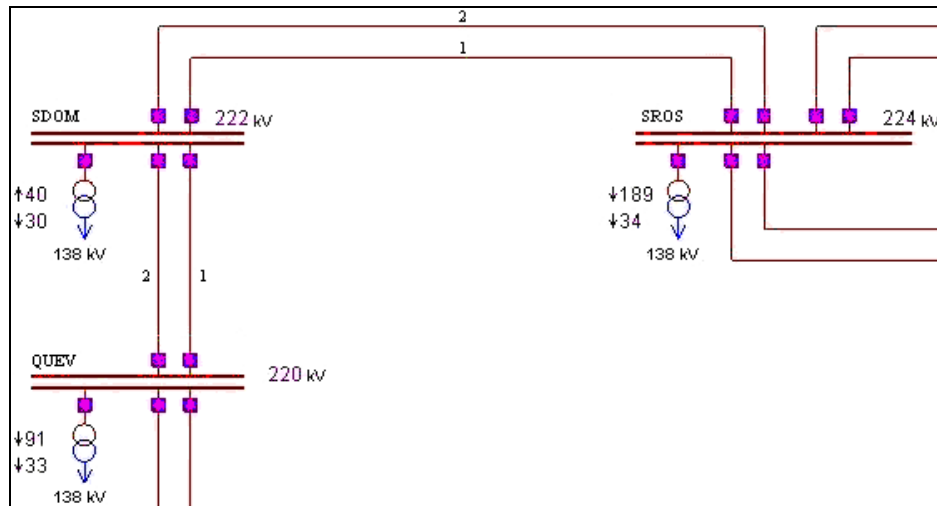 2
1
SDOM
222 kV
SROS
224 kV
↑40
↓30
138 kV
↓189
↓34
138 kV
2
1
QUEV
220 kV
↓91
↓33
138 kV